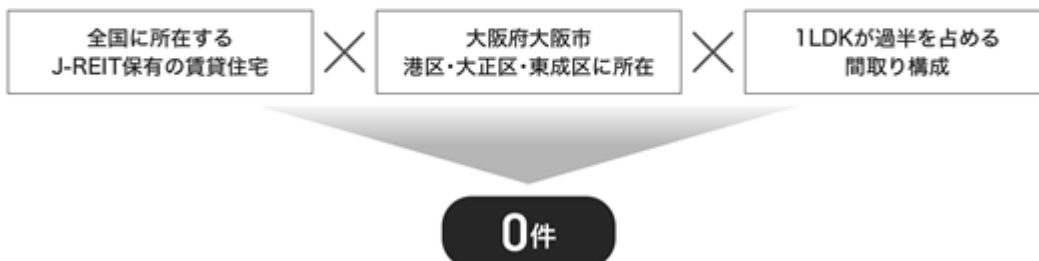 全国に所在する
J-REIT保有の賃貸住宅
大阪府大阪市
港区・大正区・東成区に所在
1LDKが過半を占める
間取り構成
0件